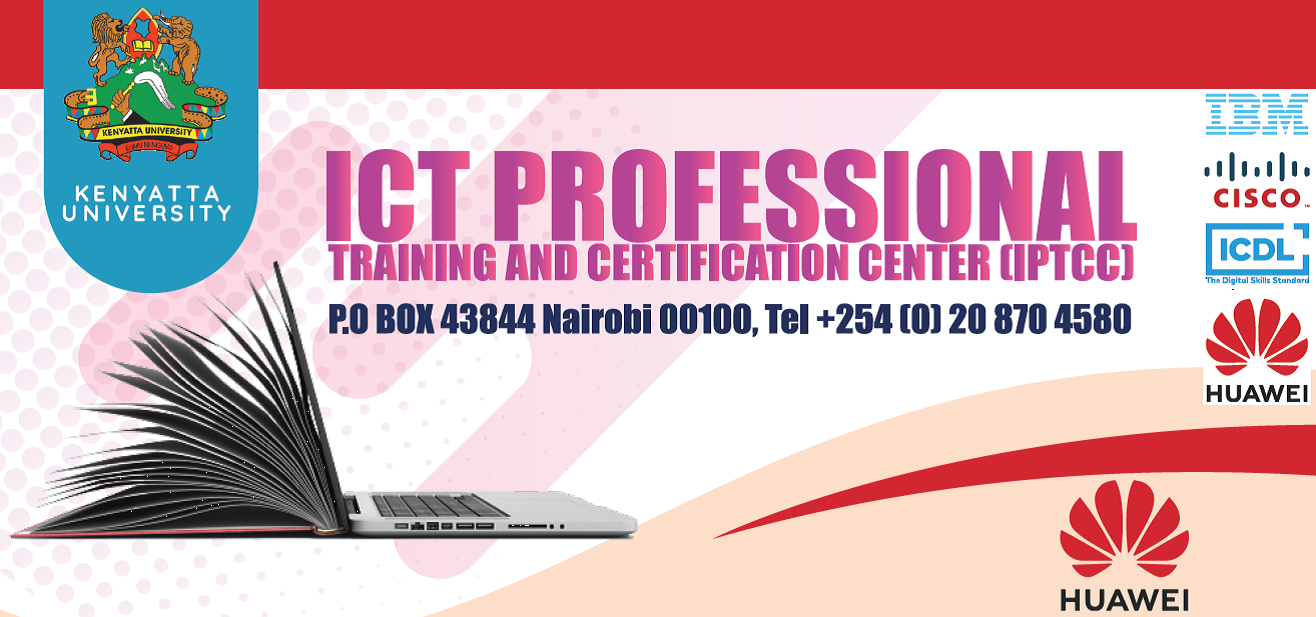 KENYATTA UNIVERSITY
KENYATTA
UNIVERSITY
ICT PROFESSIONAL
TRAINING AND CERTIFICATION CENTER (IPTCC)
P.O BOX 43844 Nairobi 00100, Tel +254 (0) 20 870 4580
IBM
CISCO
ICDL
The Digital Skills Standard
HUAWEI
HUAWEI